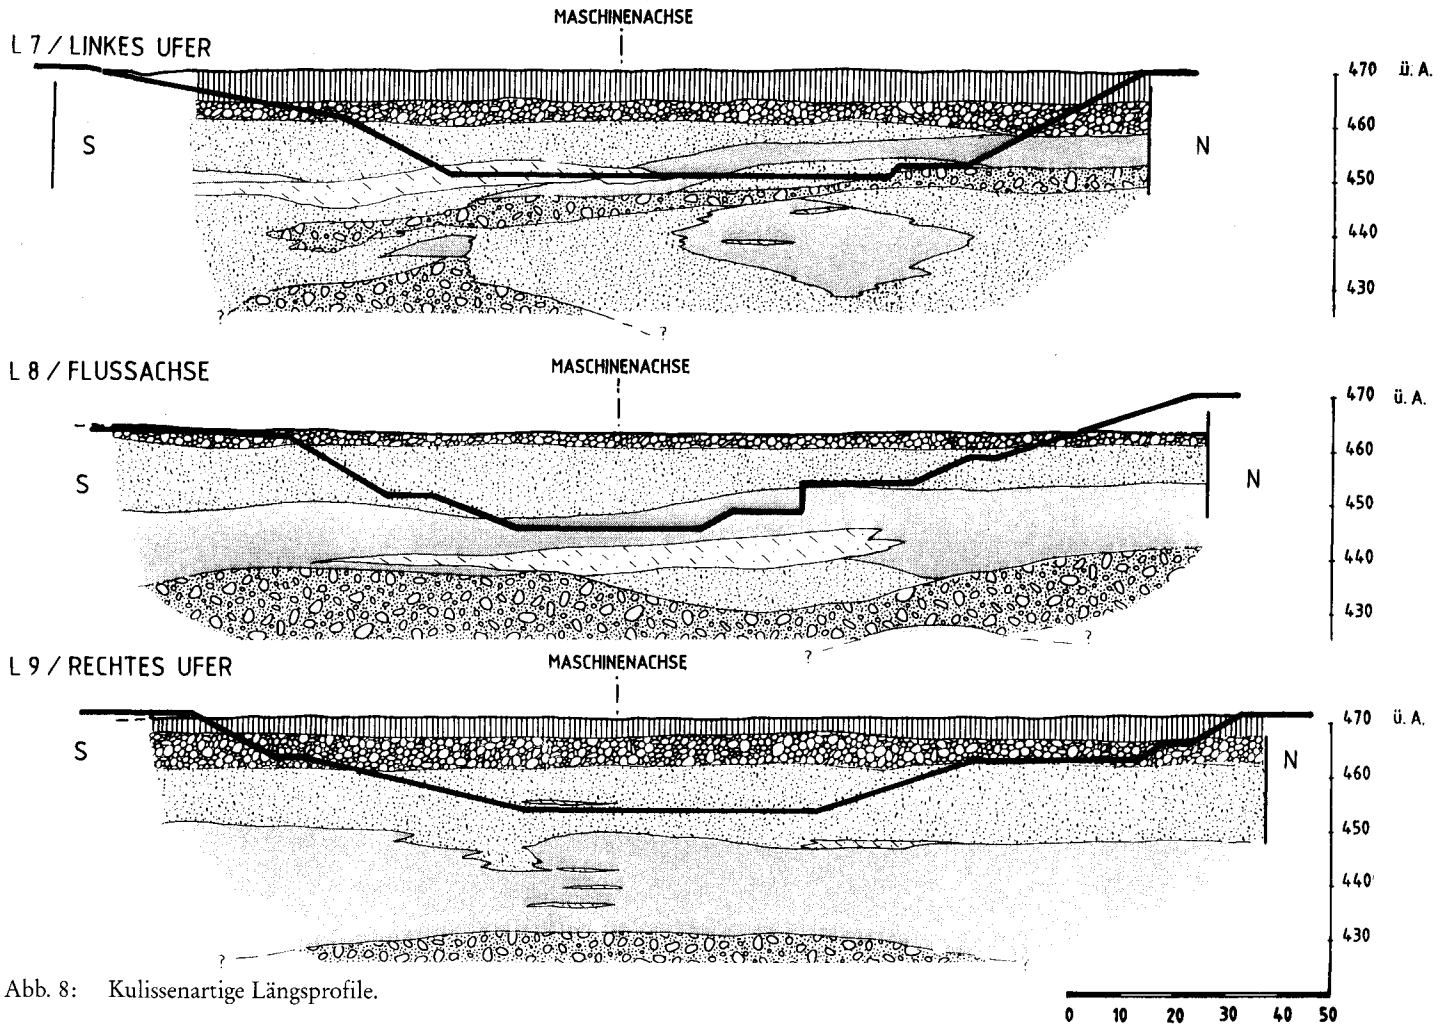 MASCHINENACHSE
L 7 / LINKES UFER
470 ü. A.
460
S N
450
440
430
? ?
MASCHINENACHSE
L 8 / FLUSSACHSE
470 ü. A.
460
S N
450
440
430
? ?
MASCHINENACHSE
L 9 / RECHTES UFER
470 ü. A.
S N
460
450
440
430
? ?
Abb. 8: Kulissenartige Längsprofile.
0 10 20 30 40 50